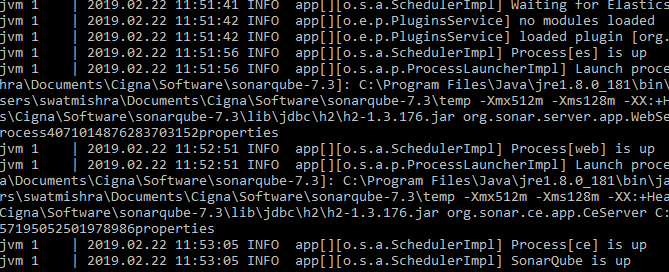 jvm 1    | 2019.02.22 11:51:41 INFO  app[][o.s.a.SchedulerImpl] Waiting for Elastics
jvm 1    | 2019.02.22 11:51:42 INFO  app[][o.e.p.PluginsService] no modules loaded
jvm 1    | 2019.02.22 11:51:42 INFO  app[][o.e.p.PluginsService] loaded plugin [org.
jvm 1    | 2019.02.22 11:51:56 INFO  app[][o.s.a.SchedulerImpl] Process[es] is up
jvm 1    | 2019.02.22 11:51:56 INFO  app[][o.s.a.p.ProcessLauncherImpl] Launch proce
hra\Documents\Cigna\Software\sonarqube-7.3]: C:\Program Files\Java\jre1.8.0_181\bin\
sers\swatmishra\Documents\Cigna\Software\sonarqube-7.3\temp -Xmx512m -Xms128m -XX:+H
s\Cigna\Software\sonarqube-7.3\lib\jdbc\h2\h2-1.3.176.jar org.sonar.server.app.WebSe
rocess4071014876283703152properties
jvm 1    | 2019.02.22 11:52:51 INFO  app[][o.s.a.SchedulerImpl] Process[web] is up
jvm 1    | 2019.02.22 11:52:51 INFO  app[][o.s.a.p.ProcessLauncherImpl] Launch proce
a\Documents\Cigna\Software\sonarqube-7.3]: C:\Program Files\Java\jre1.8.0_181\bin\ja
rs\swatmishra\Documents\Cigna\Software\sonarqube-7.3\temp -Xmx512m -Xms128m -XX:+Hea
Cigna\Software\sonarqube-7.3\lib\jdbc\h2\h2-1.3.176.jar org.sonar.ce.app.CeServer C:
57195052501978986properties
jvm 1    | 2019.02.22 11:53:05 INFO  app[][o.s.a.SchedulerImpl] Process[ce] is up
jvm 1    | 2019.02.22 11:53:05 INFO  app[][o.s.a.SchedulerImpl] SonarQube is up